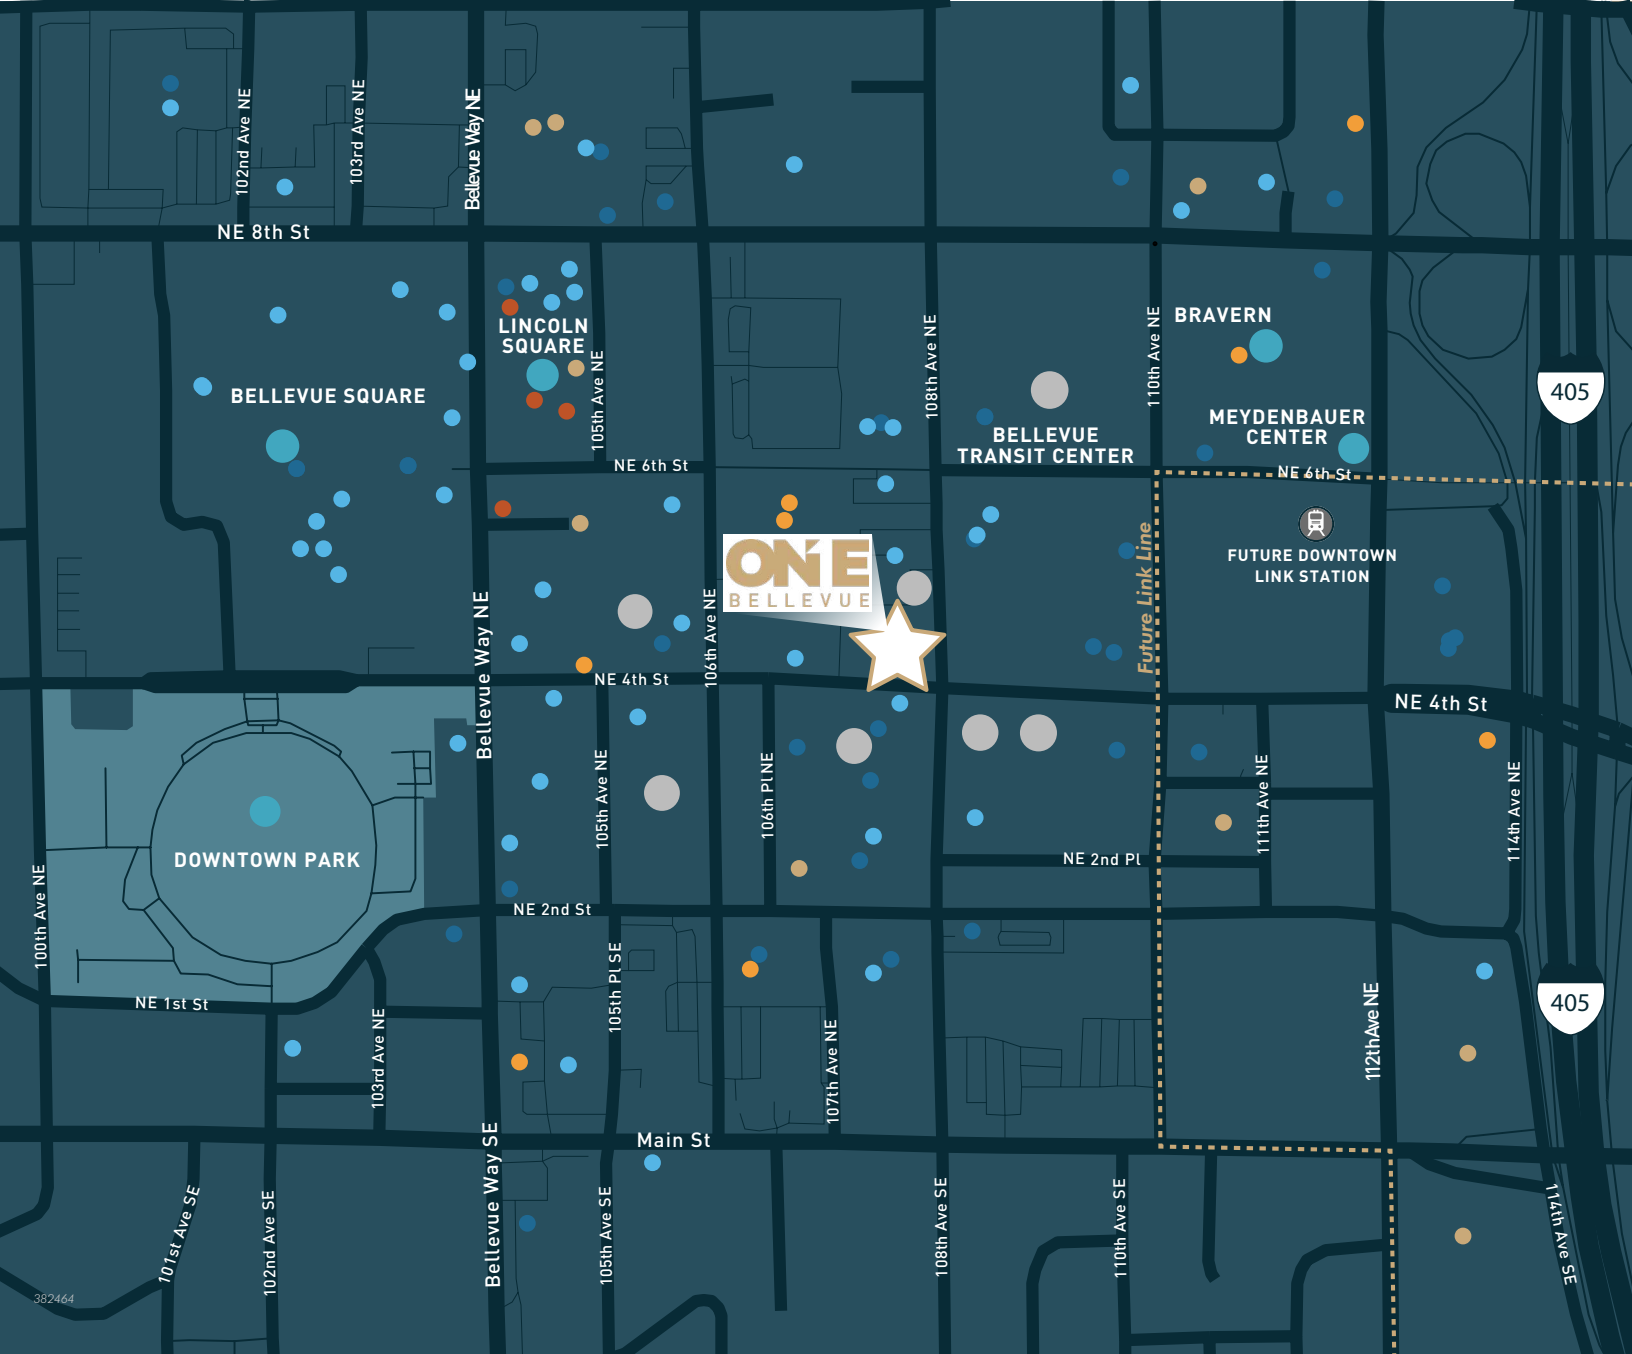 102nd Ave NE
103rd Ave NE
Bellevue Way NE
NE 8th St
LINCOLN
SQUARE
105th Ave NE
BELLEVUE SQUARE
108th Ave NE
110th Ave NE
BRAVERN
405
MEYDENBAUER
CENTER
BELLEVUE
TRANSIT CENTER
NE 6th St
NE 6th St
Future Link Line
FUTURE DOWNTOWN
LINK STATION
ONE
BELLEVUE
Bellevue Way NE
106th Ave NE
NE 4th St
NE 4th St
105th Ave NE
106th Pl NE
111th Ave NE
114th Ave NE
DOWNTOWN PARK
NE 2nd Pl
100th Ave NE
NE 2nd St
105th Pl SE
NE 1st St
405
103rd Ave NE
107th Ave NE
112th Ave NE
Main St
Bellevue Way SE
101st Ave SE
102nd Ave SE
105th Ave SE
108th Ave SE
110th Ave SE
114th Ave SE
382464